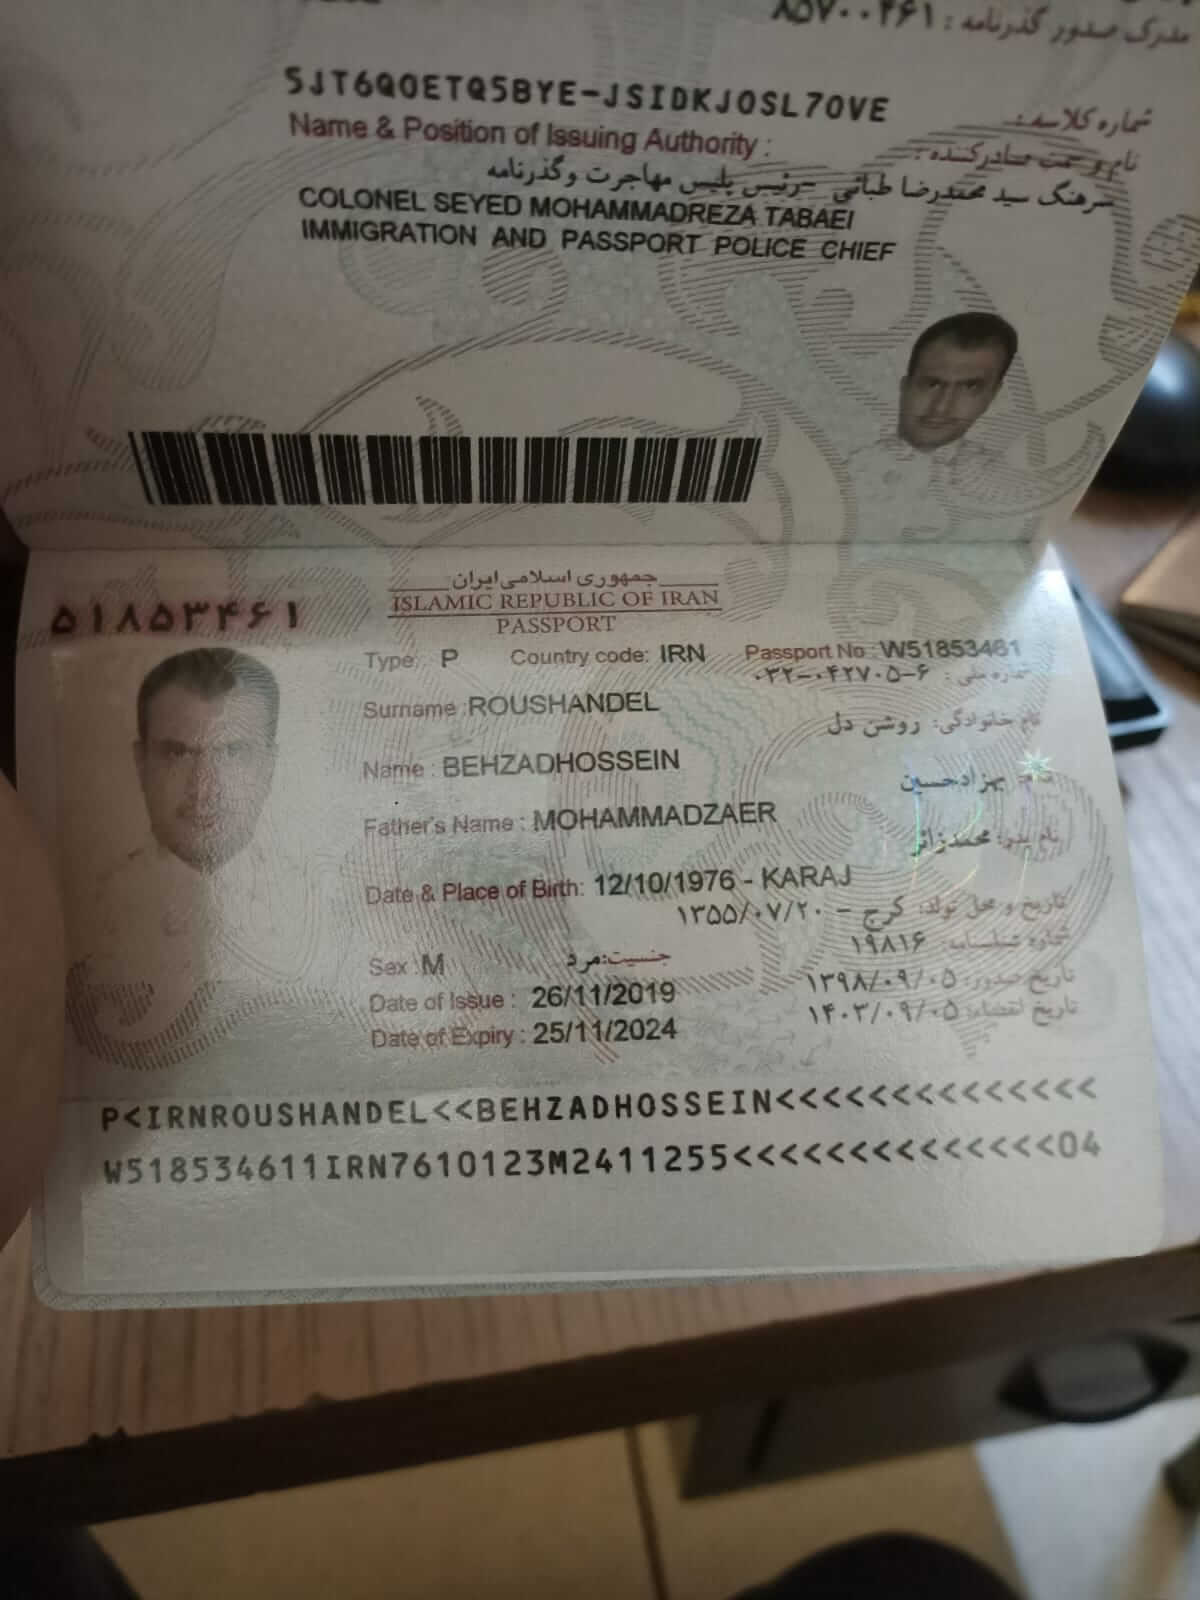 مدرک صدور گذرنامه : ۸۵۷۰۰۴۶۱
5JT6Q0ETQ5BYE-JSIDKJOSL7OVE
شماره کلاسه :
Name & Position of Issuing Authority :
نام و سمت صادرکننده :
سرهنگ سید محمدرضا طبائی -رئیس پلیس مهاجرت و گذرنامه
COLONEL SEYED MOHAMMADREZA TABAEI
IMMIGRATION AND PASSPORT POLICE CHIEF
جمهوری اسلامی ایران
ISLAMIC REPUBLIC OF IRAN
PASSPORT
۵۱۸۵۳۴۶۱
Type: P Country code: IRN Passport No : W51853461
شماره ملی : ۰۳۲-۰۴۲۷۰۵-۶
Surname : ROUSHANDEL
نام خانوادگی: روشن دل
Name : BEHZADHOSSEIN
نام: بهزادحسین
Father's Name : MOHAMMADZAER
نام پدر: محمدزائر
Date & Place of Birth: 12/10/1976 - KARAJ
تاریخ و محل تولد: کرج - ۱۳۵۵/۰۷/۲۰
شماره شناسنامه: ۱۹۸۱۶
Sex : M جنسیت: مرد
Date of Issue : 26/11/2019
تاریخ صدور: ۱۳۹۸/۰۹/۰۵
Date of Expiry : 25/11/2024
تاریخ انقضاء: ۱۴۰۳/۰۹/۰۵
P<IRNROUSHANDEL<<BEHZADHOSSEIN<<<<<<<<<<<<<<
W518534611IRN7610123M2411255<<<<<<<<<<<<<<04